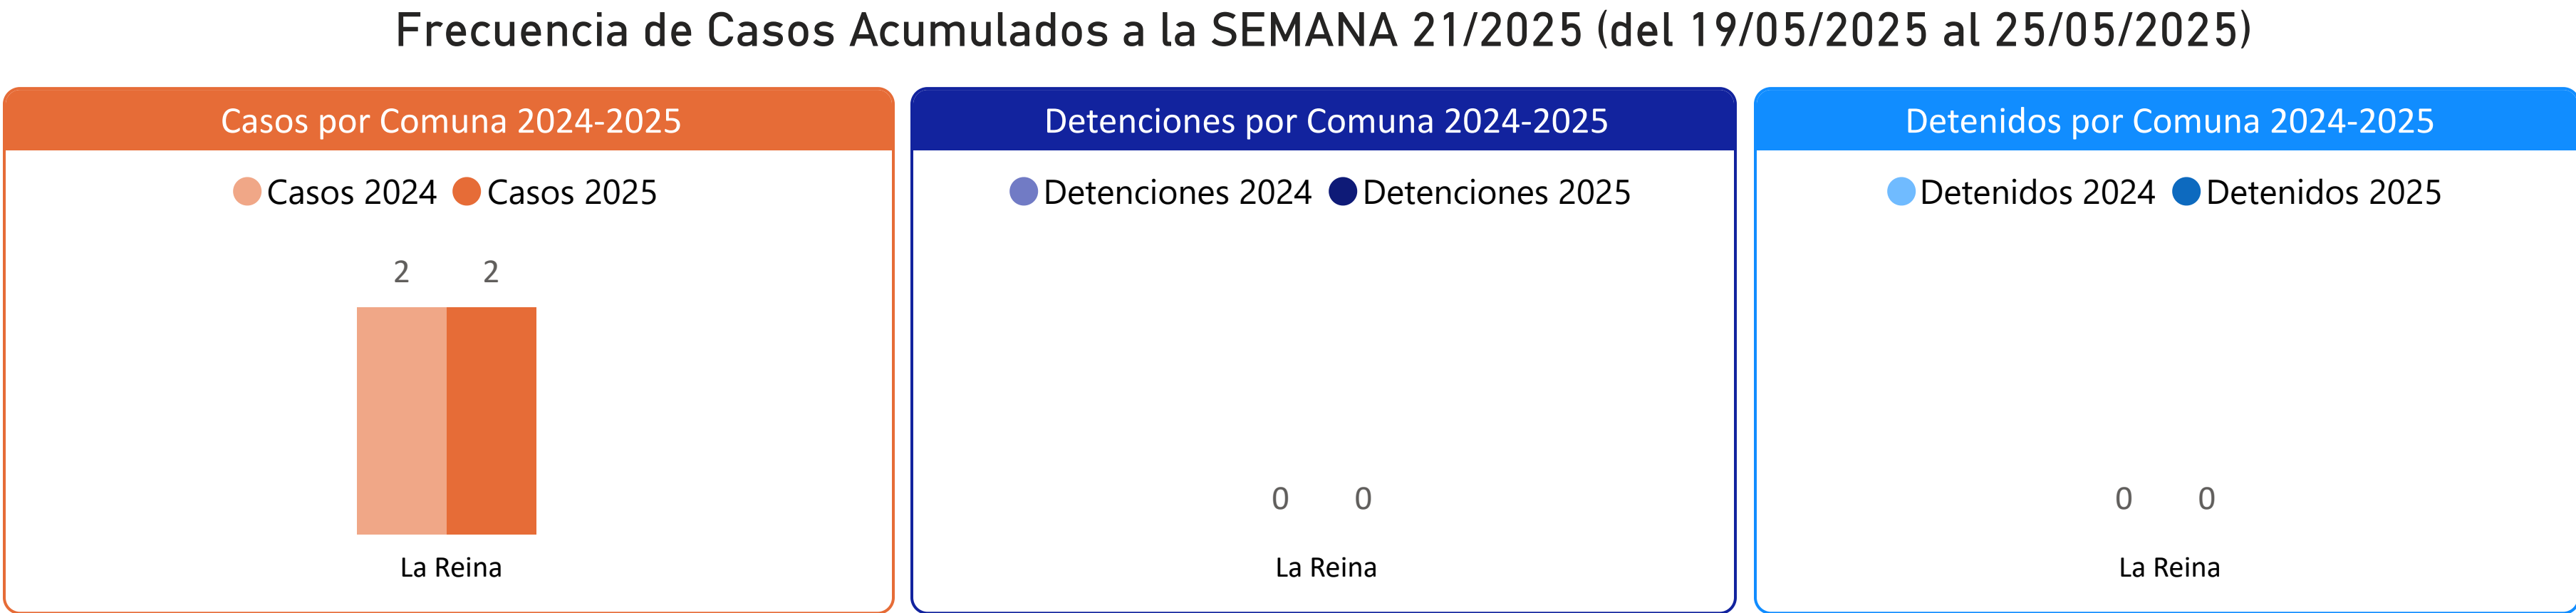 Frecuencia de Casos Acumulados a la SEMANA 21/2025 (del 19/05/2025 al 25/05/2025)
Casos por Comuna 2024-2025
Casos 2024 Casos 2025
2 2
La Reina
Detenciones por Comuna 2024-2025
Detenciones 2024 Detenciones 2025
0 0
La Reina
Detenidos por Comuna 2024-2025
Detenidos 2024 Detenidos 2025
0 0
La Reina